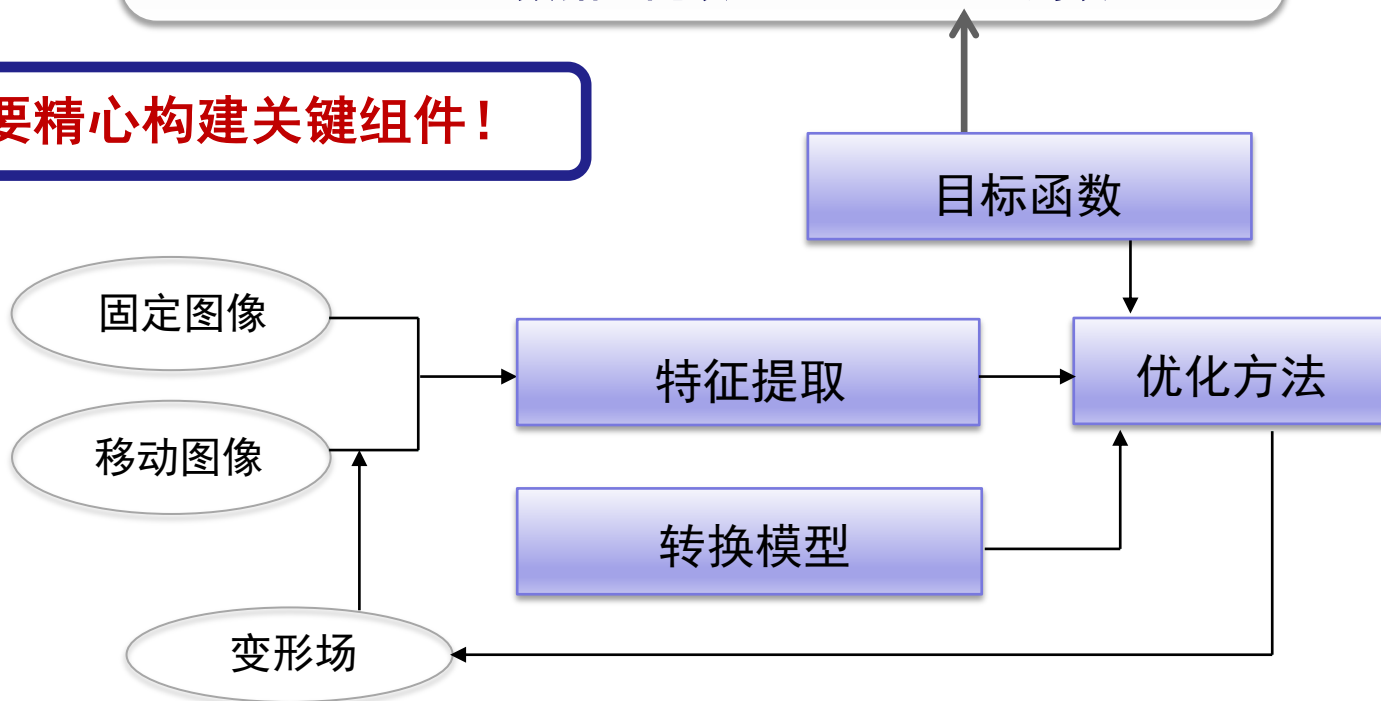 要精心构建关键组件！
目标函数
固定图像
特征提取
优化方法
移动图像
转换模型
变形场